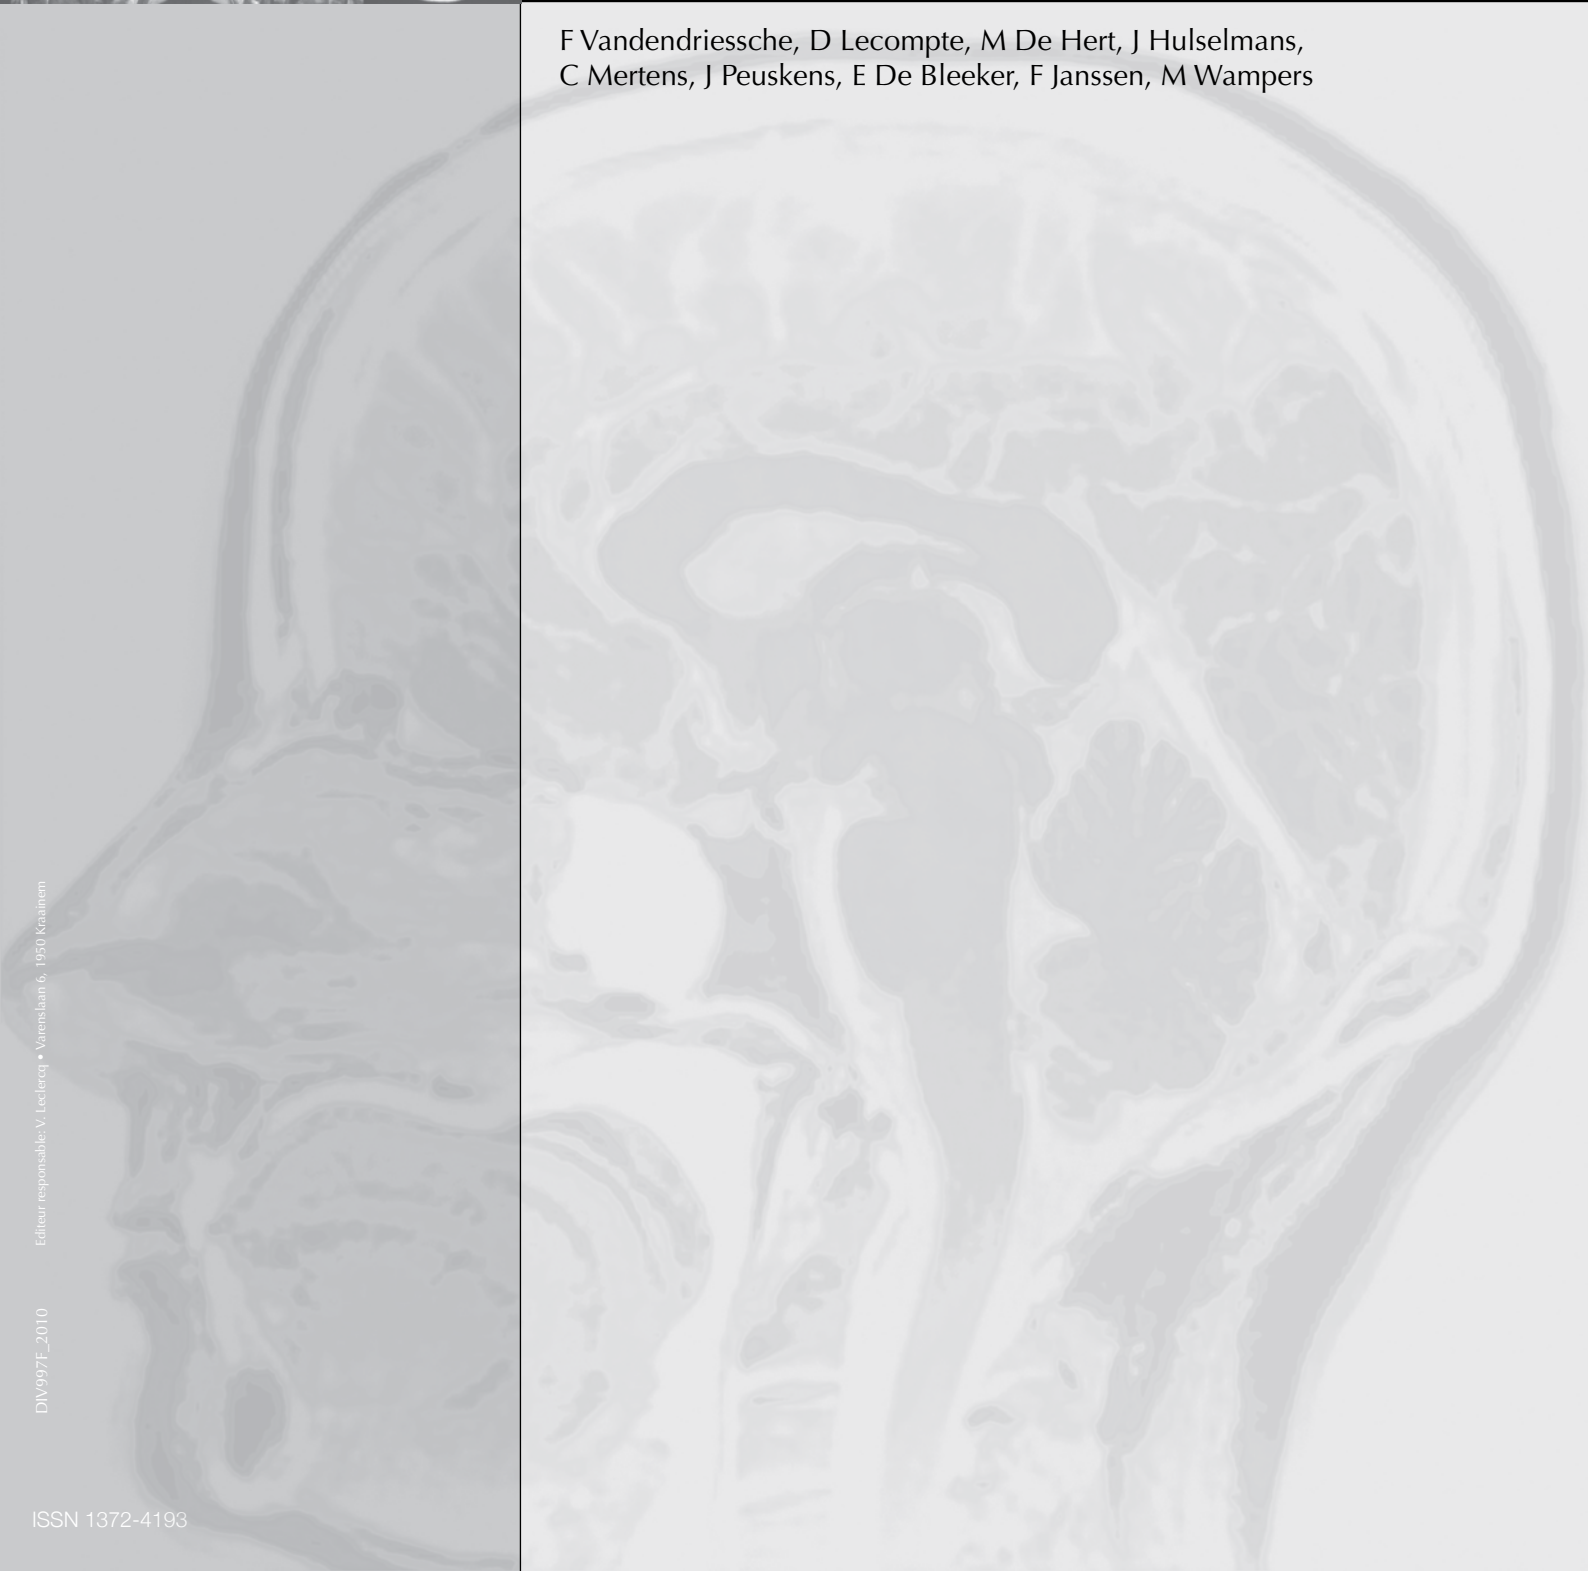 F Vandendriessche, D Lecompte, M De Hert, J Hulselmans,
C Mertens, J Peuskens, E De Bleeker, F Janssen, M Wampers
DIV997F_2010 Editeur responsable: V. Leclercq • Varenslaan 6, 1950 Kraainem
ISSN 1372-4193